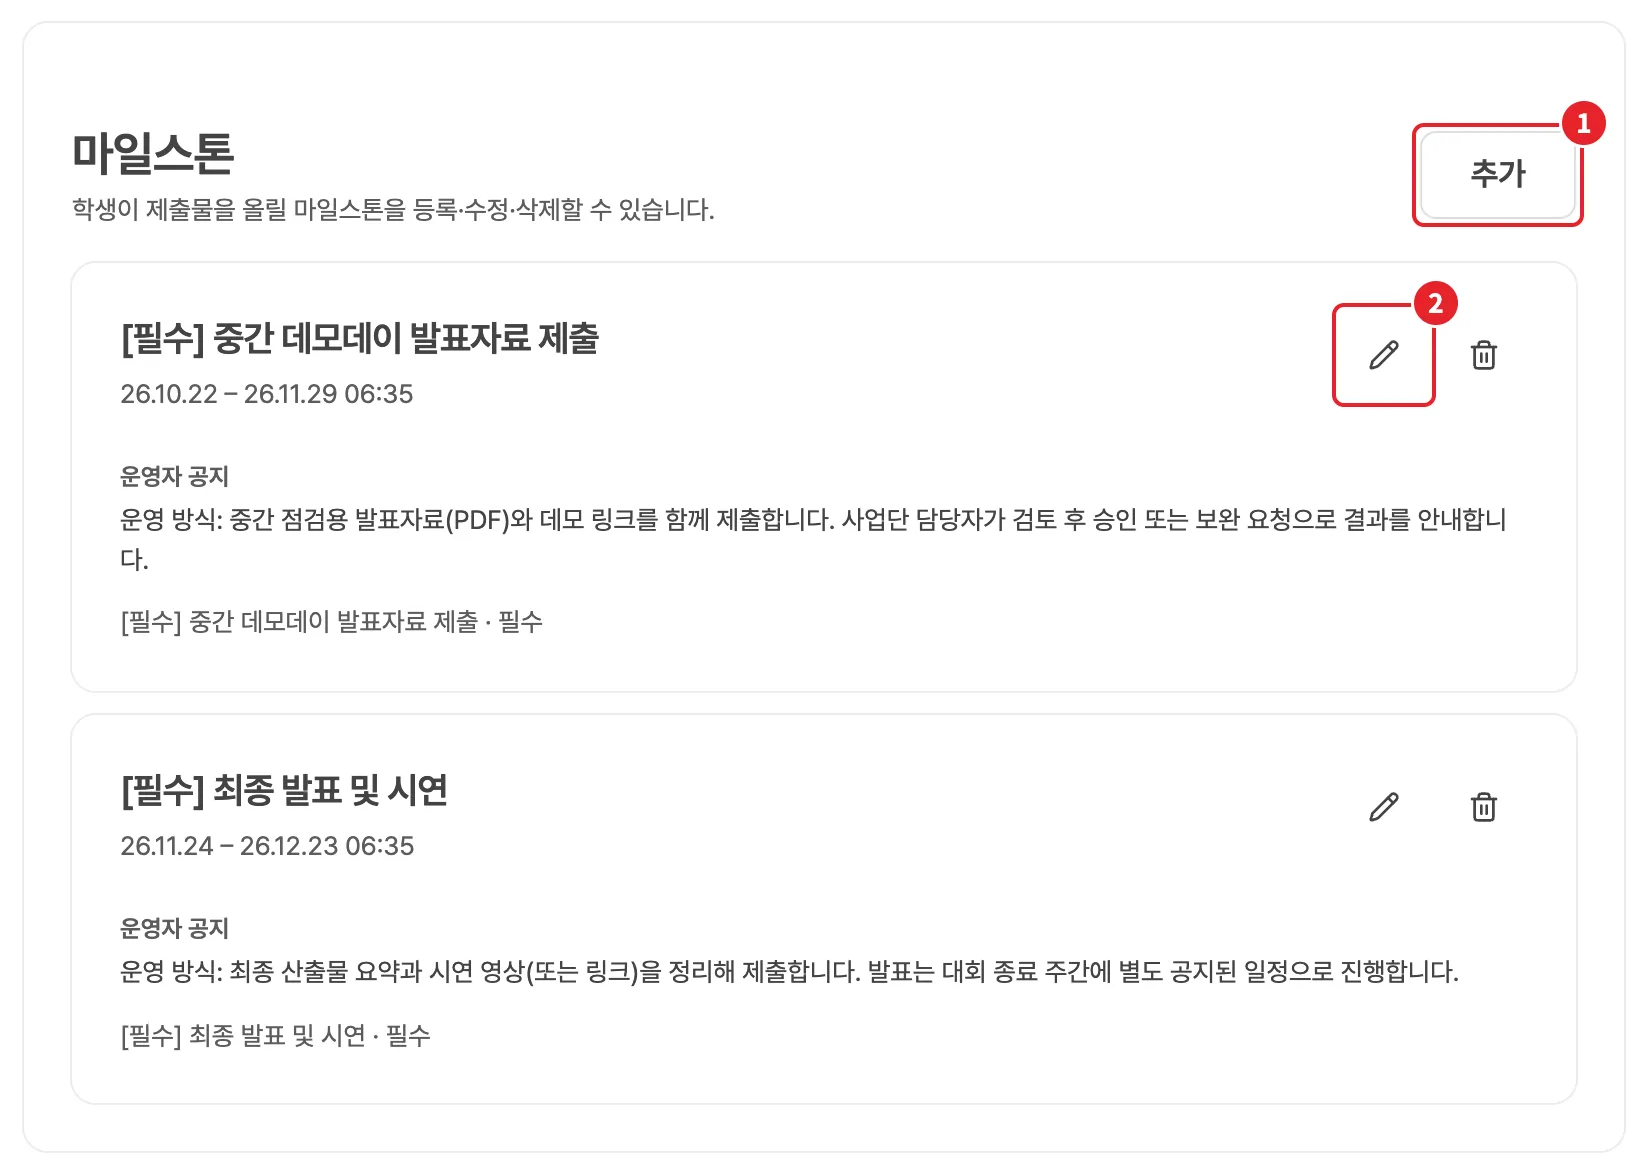 마일스톤
학생이 제출물을 올릴 마일스톤을 등록·수정·삭제할 수 있습니다.
추가
1
[필수] 중간 데모데이 발표자료 제출
2
26.10.22 – 26.11.29 06:35
운영자 공지
운영 방식: 중간 점검용 발표자료(PDF)와 데모 링크를 함께 제출합니다. 사업단 담당자가 검토 후 승인 또는 보완 요청으로 결과를 안내합니
다.
[필수] 중간 데모데이 발표자료 제출 · 필수
[필수] 최종 발표 및 시연
26.11.24 – 26.12.23 06:35
운영자 공지
운영 방식: 최종 산출물 요약과 시연 영상(또는 링크)을 정리해 제출합니다. 발표는 대회 종료 주간에 별도 공지된 일정으로 진행합니다.
[필수] 최종 발표 및 시연 · 필수